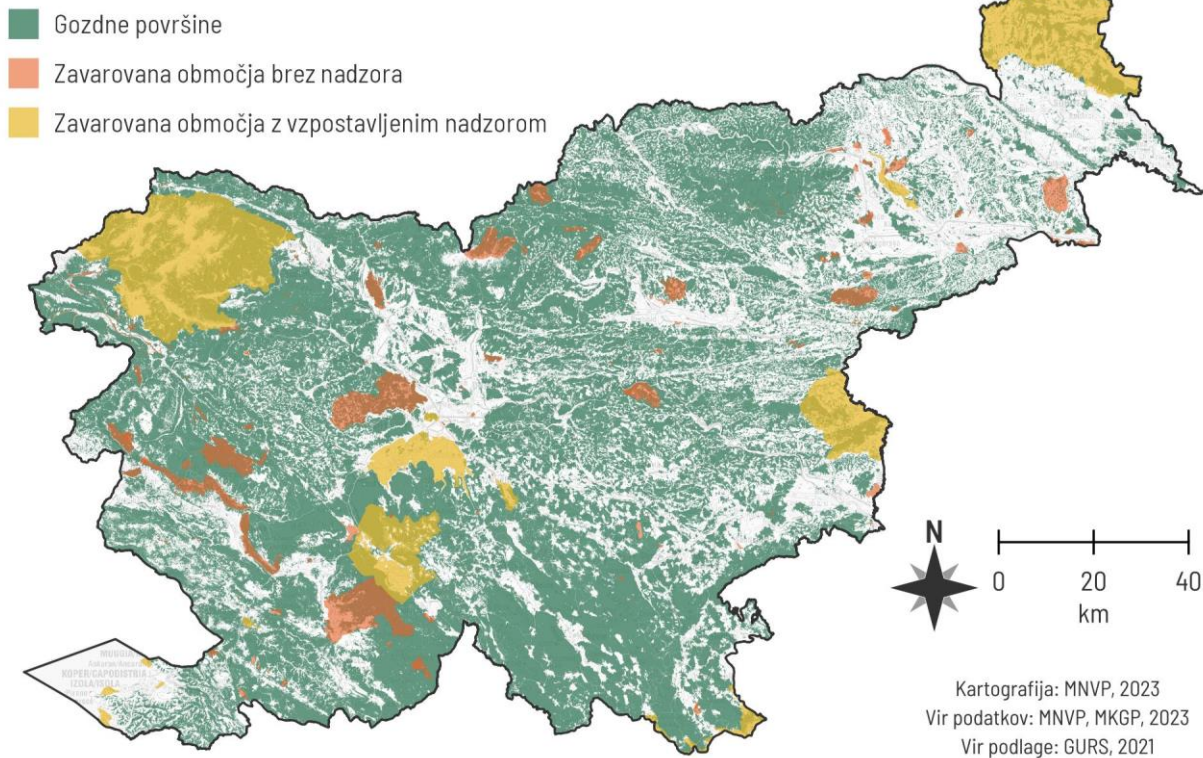 Gozdne površine
Zavarovana območja brez nadzora
Zavarovana območja z vzpostavljenim nadzorom
N
0 20 40
km
MUGGIA
KOPER/CAPODISTRIA
IZOLA/ISOLA
Kartografija: MNVP, 2023
Vir podatkov: MNVP, MKGP, 2023
Vir podlage: GURS, 2021